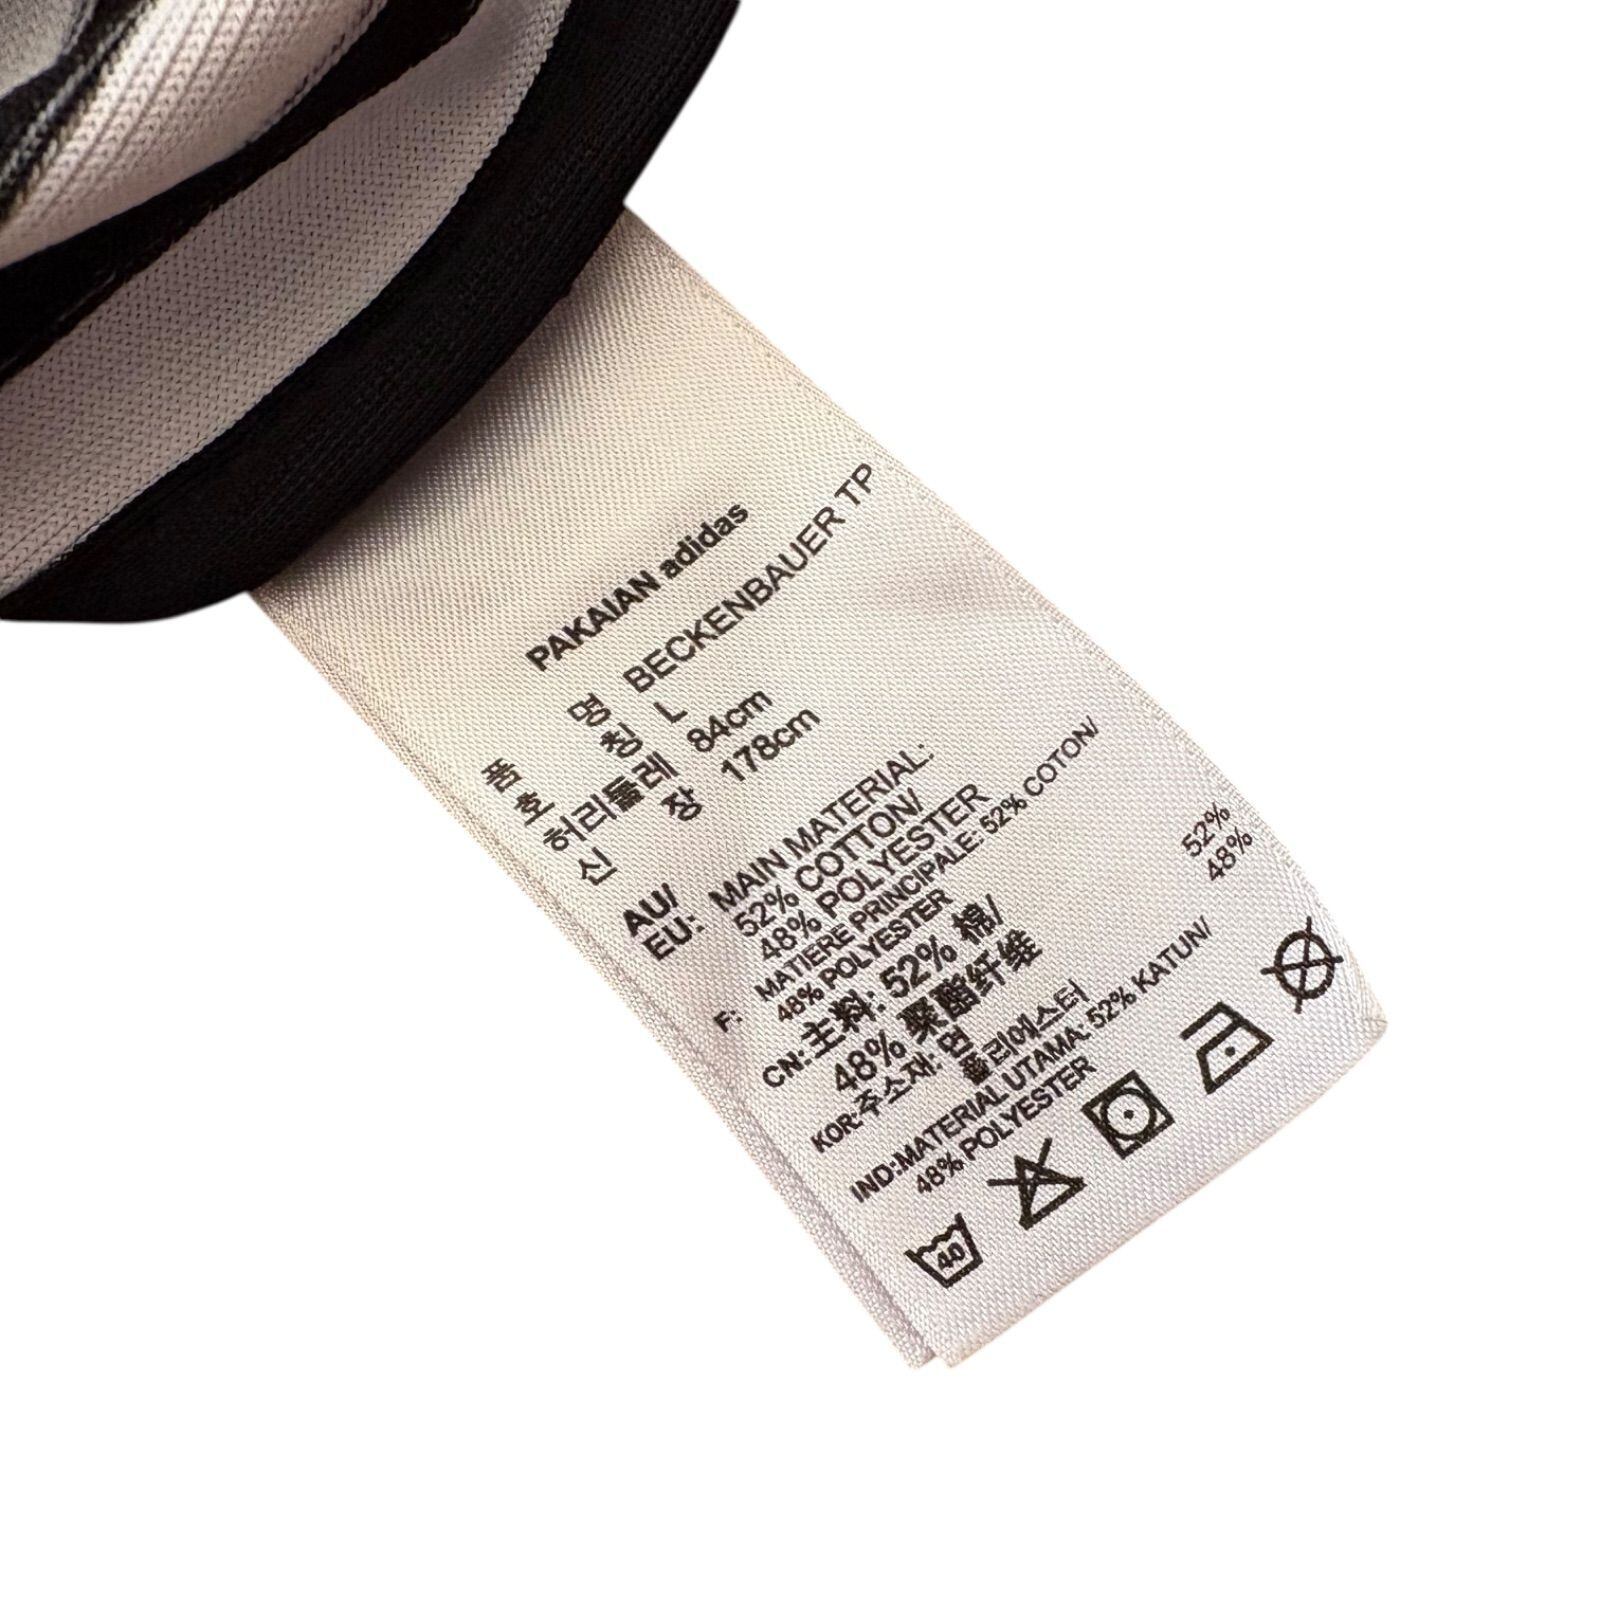 PAKAIAN adidas
품 명 BECKENBAUER TP
호 칭 L
허리둘레 84cm
신 장 178cm
AU/ MAIN MATERIAL:
EU: 52% COTTON/
48% POLYESTER
F: MATIERE PRINCIPALE: 52% COTON/
48% POLYESTER
CN:主料: 52% 棉/
48% 聚酯纤维
KOR:주소재: 면 52%
폴리에스터 48%
IND:MATERIAL UTAMA: 52% KATUN/
48% POLYESTER
40